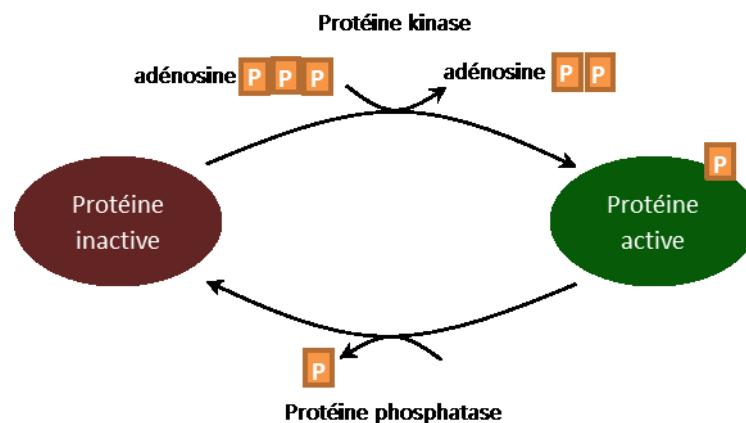 Protéine kinase
adénosine P P P
adénosine P P
P
Protéine
inactive
Protéine
active
P
Protéine phosphatase